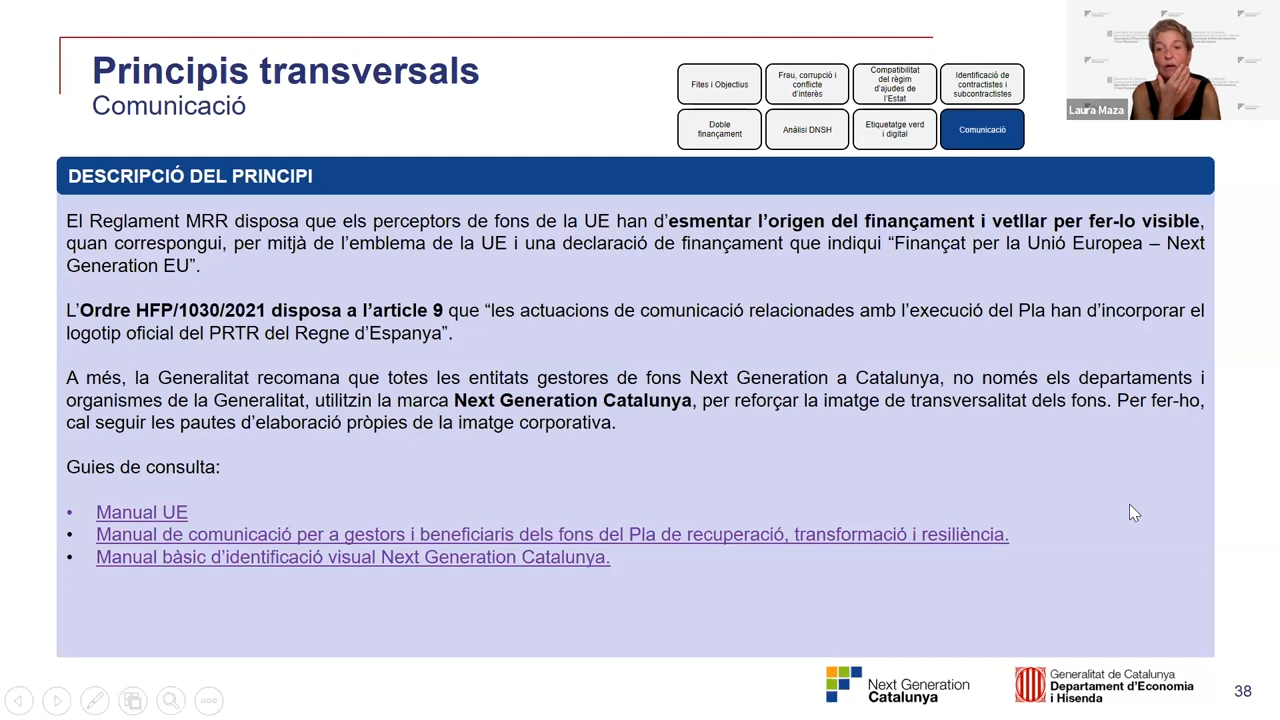 Principis transversals
Comunicació
Fites i Objectius
Frau, corrupció i
conflicte
d'interès
Compatibilitat
del règim
d'ajudes de
l'Estat
Identificació de
contractistes i
subcontractistes
Doble
finançament
Anàlisi DNSH
Etiquetatge verd
i digital
Comunicació
Laura Maza
DESCRIPCIÓ DEL PRINCIPI
El Reglament MRR disposa que els perceptors de fons de la UE han d'esmentar l'origen del finançament i vetllar per fer-lo visible,
quan correspongui, per mitjà de l'emblema de la UE i una declaració de finançament que indiqui “Finançat per la Unió Europea – Next
Generation EU”.
L'Ordre HFP/1030/2021 disposa a l'article 9 que “les actuacions de comunicació relacionades amb l'execució del Pla han d'incorporar el
logotip oficial del PRTR del Regne d'Espanya”.
A més, la Generalitat recomana que totes les entitats gestores de fons Next Generation a Catalunya, no només els departaments i
organismes de la Generalitat, utilitzin la marca Next Generation Catalunya, per reforçar la imatge de transversalitat dels fons. Per fer-ho,
cal seguir les pautes d'elaboració pròpies de la imatge corporativa.
Guies de consulta:
• Manual UE
• Manual de comunicació per a gestors i beneficiaris dels fons del Pla de recuperació, transformació i resiliència.
• Manual bàsic d'identificació visual Next Generation Catalunya.
Next Generation
Catalunya
Generalitat de Catalunya
Departament d'Economia
i Hisenda
38